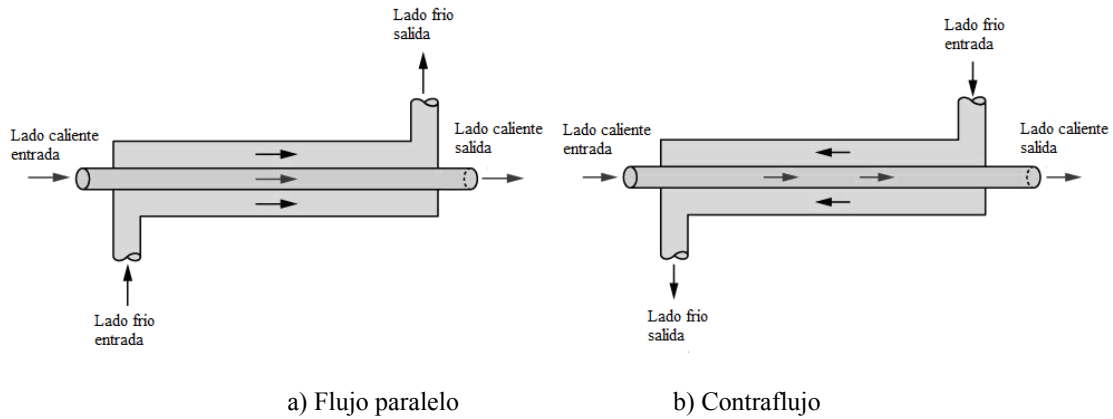 Lado frio
salida
Lado caliente
entrada
Lado caliente
salida
Lado frio
entrada
Lado frio
entrada
Lado caliente
entrada
Lado caliente
salida
Lado frio
salida
a) Flujo paralelo
b) Contraflujo